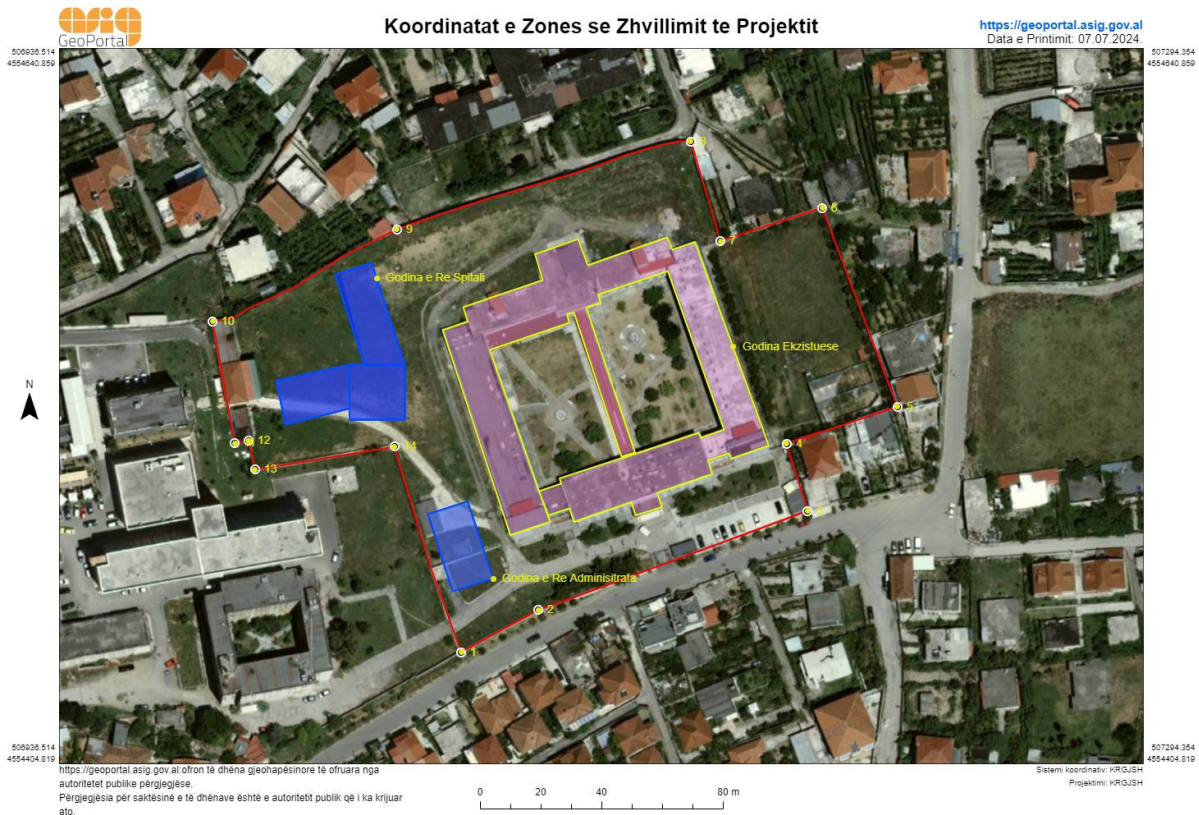 asig
GeoPortal
Koordinatat e Zones se Zhvillimit te Projektit
https://geoportal.asig.gov.al
Data e Printimit: 07.07.2024.
506936.514
4554640.859
507294.354
4554640.859
8
6
9
7
Godina e Re Spitali
10
Godina Ekzistuese
N
5
12
4
14
13
3
Godina e Re Adminisitrata
2
1
506936.514
4554404.819
507294.354
4554404.819
https://geoportal.asig.gov.al:ofron të dhëna gjeohapësinore të ofruara nga
autoritetet publike përgjegjëse.
Përgjegjësia për saktësinë e të dhënave është e autoritetit publik që i ka krijuar
ato.
Sistemi koordinativ: KRGJSH
Projektimi: KRGJSH
0 20 40 80 m